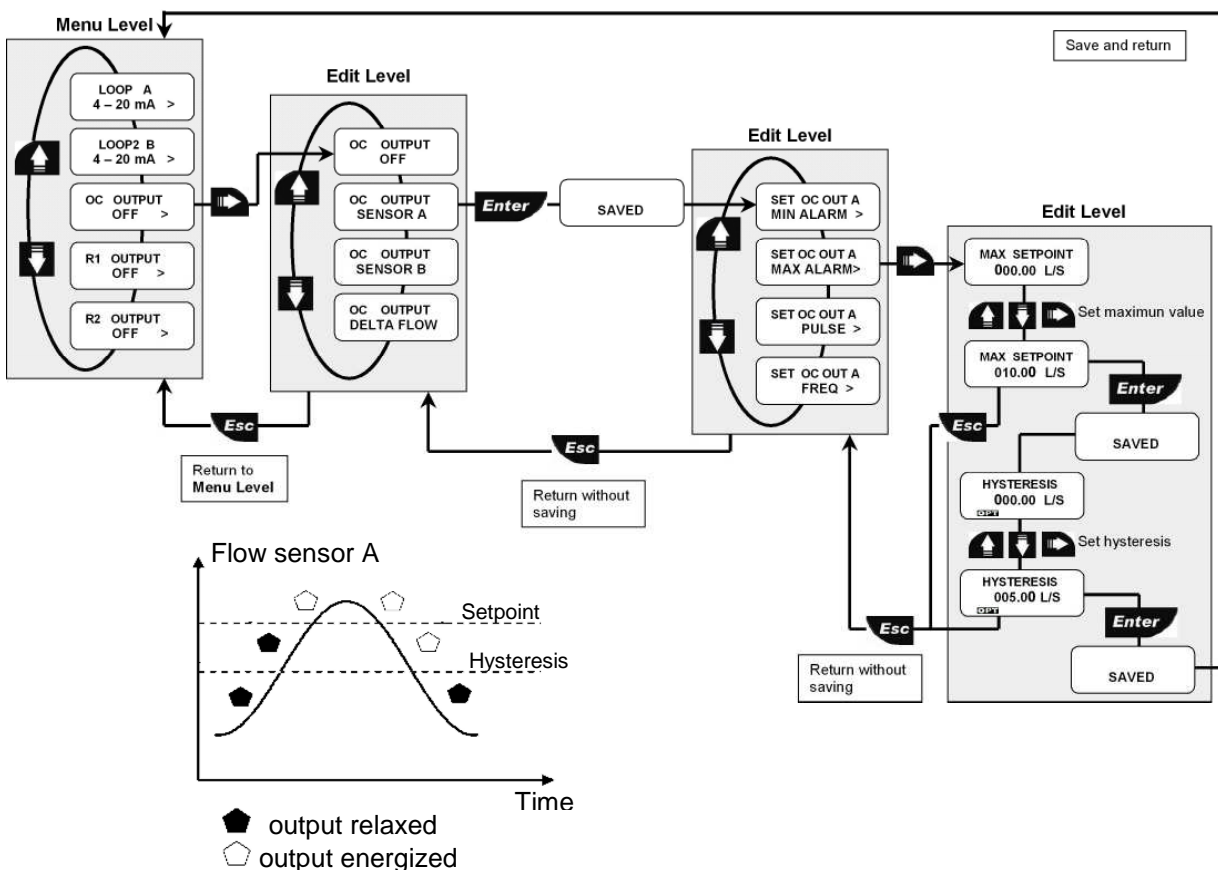 Menu Level
LOOP A
4 – 20 mA >
LOOP2 B
4 – 20 mA >
OC OUTPUT
OFF >
R1 OUTPUT
OFF >
R2 OUTPUT
OFF >
Edit Level
OC OUTPUT
OFF
OC OUTPUT
SENSOR A
OC OUTPUT
SENSOR B
OC OUTPUT
DELTA FLOW
Enter
SAVED
Edit Level
SET OC OUT A
MIN ALARM >
SET OC OUT A
MAX ALARM>
SET OC OUT A
PULSE >
SET OC OUT A
FREQ >
Save and return
Edit Level
MAX SETPOINT
000.00 L/S
Set maximun value
MAX SETPOINT
010.00 L/S
Enter
SAVED
HYSTERESIS
000.00 L/S
OPT
Set hysteresis
HYSTERESIS
005.00 L/S
OPT
Enter
SAVED
Esc
Return to
Menu Level
Esc
Return without
saving
Esc
Esc
Return without
saving
Flow sensor A
Setpoint
Hysteresis
Time
output relaxed
output energized